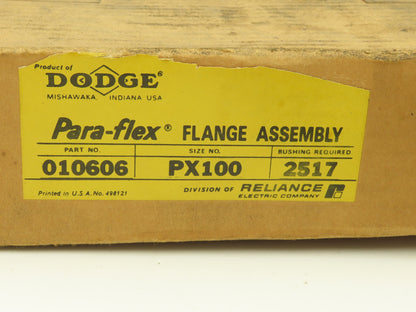 Product of
DODGE®
MISHAWAKA, INDIANA USA
Para-flex® FLANGE ASSEMBLY
PART NO. SIZE NO. BUSHING REQUIRED
010606 PX100 2517
Printed in U.S.A. No. 498121 DIVISION OF RELIANCE
ELECTRIC COMPANY